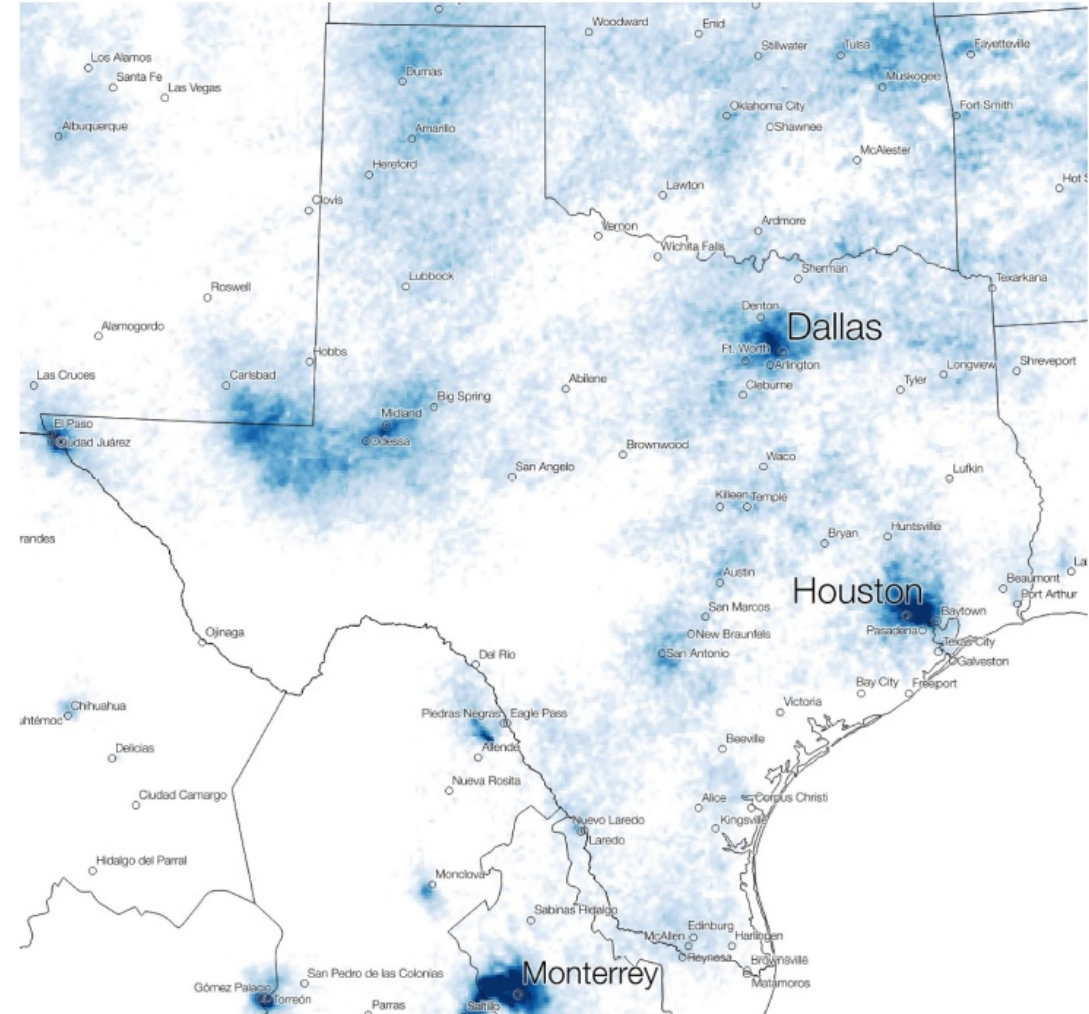 Woodward
Enid
Stillwater
Tulsa
Fayetteville
Los Alamos
Santa Fe
Las Vegas
Dumas
Muskogee
Albuquerque
Amarillo
Oklahoma City
Shawnee
Fort Smith
McAlester
Hereford
Hot S
Lawton
Clovis
Ardmore
Vernon
Wichita Falls
Sherman
Lubbock
Texarkana
Roswell
Denton
Alamogordo
Dallas
Hobbs
Ft. Worth
Arlington
Las Cruces
Carlsbad
Abilene
Cleburne
Tyler
Longview
Shreveport
Big Spring
Midland
El Paso
Ciudad Juárez
Odessa
Brownwood
San Angelo
Waco
Lufkin
Killeen
Temple
Huntsville
Bryan
randes
Austin
Houston
La
Beaumont
Port Arthur
San Marcos
Baytown
Pasadena
New Braunfels
Ojinaga
San Antonio
Texas City
Galveston
Del Rio
Bay City
Freeport
Chihuahua
uhtémoc
Piedras Negras
Eagle Pass
Victoria
Delicias
Allende
Beeville
Nueva Rosita
Ciudad Camargo
Alice
Corpus Christi
Nuevo Laredo
Kingsville
Laredo
Hidalgo del Parral
Monclova
Sabinas Hidalgo
Edinburg
McAllen
Harlingen
Reynosa
Brownsville
San Pedro de las Colonias
Monterrey
Matamoros
Gómez Palacio
Torreón
Parras
Saltillo